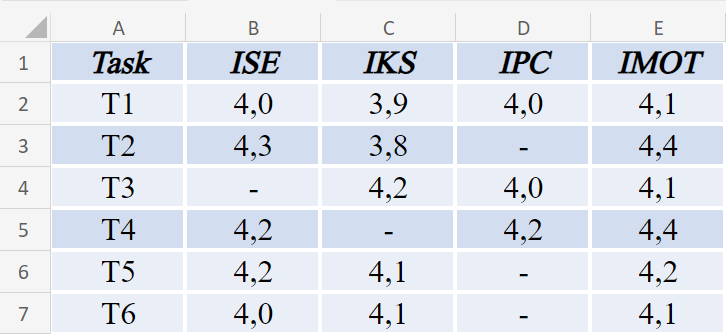 A B C D E
1 Task ISE IKS IPC IMOT
2 T1 4,0 3,9 4,0 4,1
3 T2 4,3 3,8 - 4,4
4 T3 - 4,2 4,0 4,1
5 T4 4,2 - 4,2 4,4
6 T5 4,2 4,1 - 4,2
7 T6 4,0 4,1 - 4,1